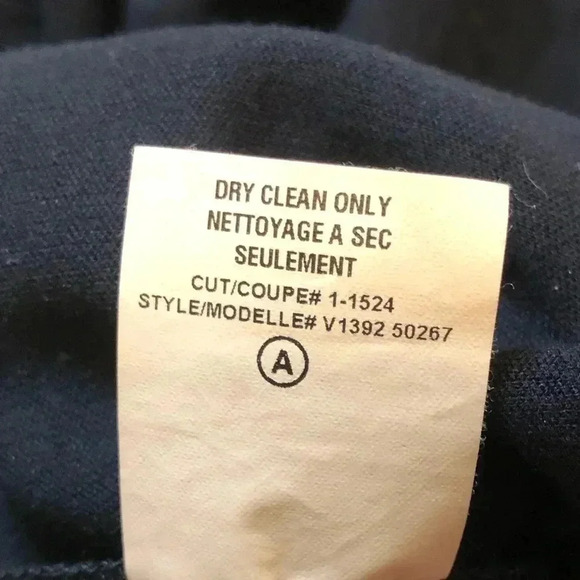 DRY CLEAN ONLY
NETTOYAGE A SEC
SEULEMENT
CUT/COUPE# 1-1524
STYLE/MODELLE# V1392 50267
A